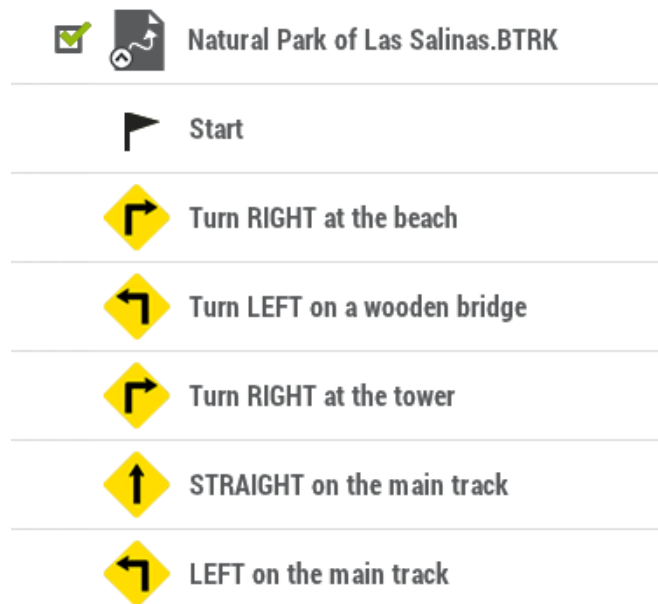 Natural Park of Las Salinas.BTRK
Start
Turn RIGHT at the beach
Turn LEFT on a wooden bridge
Turn RIGHT at the tower
STRAIGHT on the main track
LEFT on the main track